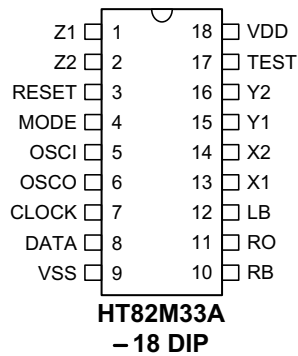 Z1 1 18 VDD
Z2 2 17 TEST
RESET 3 16 Y2
MODE 4 15 Y1
OSCI 5 14 X2
OSCO 6 13 X1
CLOCK 7 12 LB
DATA 8 11 RO
VSS 9 10 RB
HT82M33A
– 18 DIP